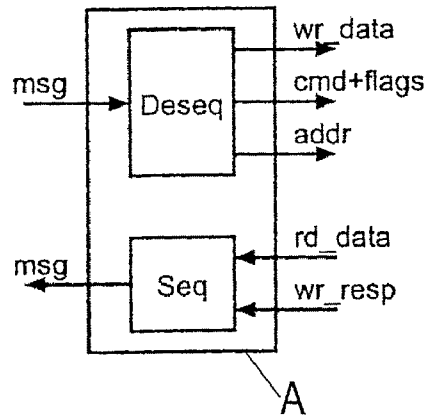 wr_data
msg
Deseq
cmd+flags
addr
rd_data
msg
Seq
wr_resp
A